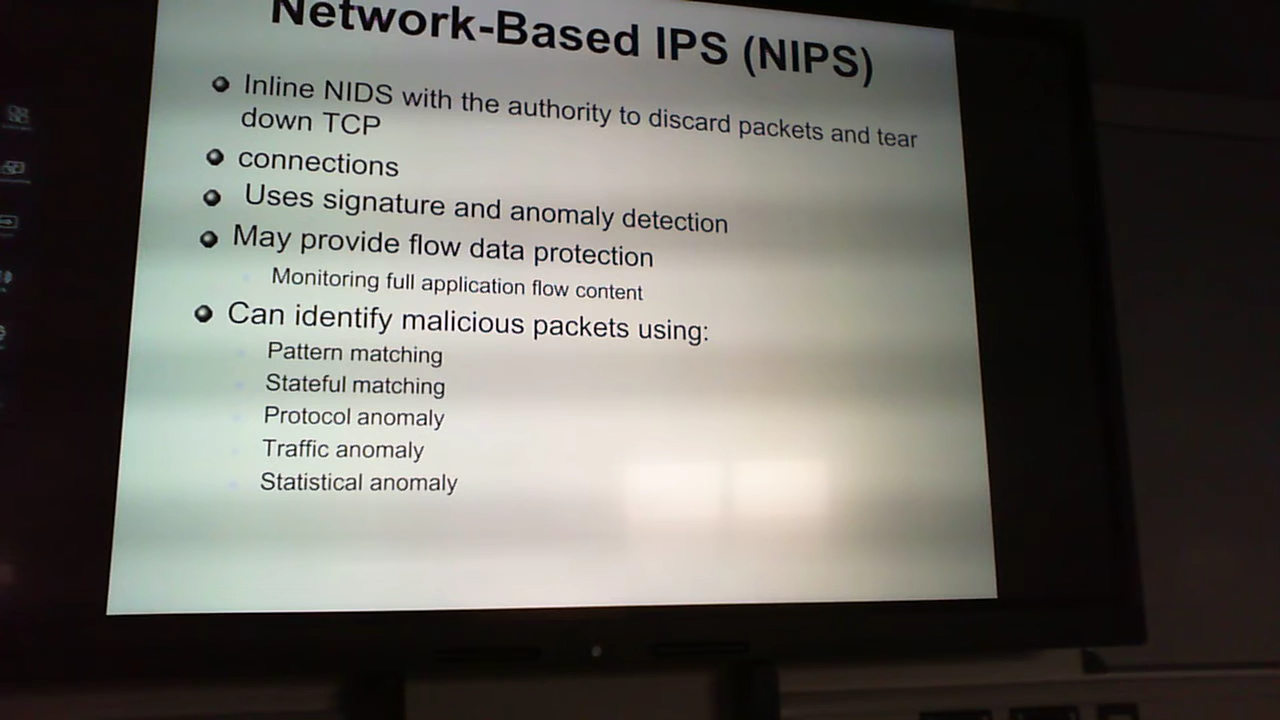 Network-Based IPS (NIPS)
Inline NIDS with the authority to discard packets and tear
down TCP
connections
Uses signature and anomaly detection
May provide flow data protection
Monitoring full application flow content
Can identify malicious packets using:
Pattern matching
Stateful matching
Protocol anomaly
Traffic anomaly
Statistical anomaly